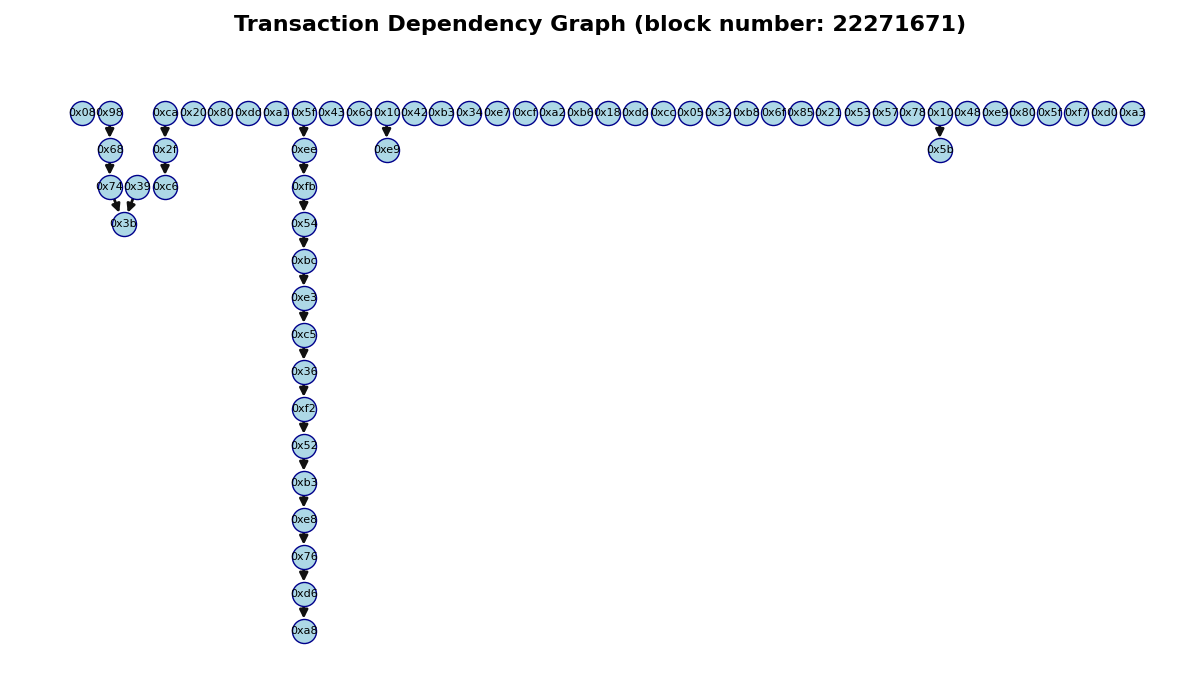 Transaction Dependency Graph (block number: 22271671)
0x08 0x98 0xca 0x20 0x80 0xdd 0xa1 0x5f 0x43 0x6d 0x10 0x42 0xb3 0x34 0xe7 0xcf 0xa2 0xb6 0x18 0xdd 0xcc 0x05 0x32 0xb8 0x6f 0x85 0x21 0x53 0x57 0x78 0x10 0x48 0xe9 0x80 0x5f 0xf7 0xd0 0xa3
0x68 0x2f 0xee 0xe9 0x5b
0x74 0x39 0xc6 0xfb
0x3b 0x54
0xbc
0xe3
0xc5
0x36
0xf2
0x52
0xb3
0xe8
0x76
0xd6
0xa8